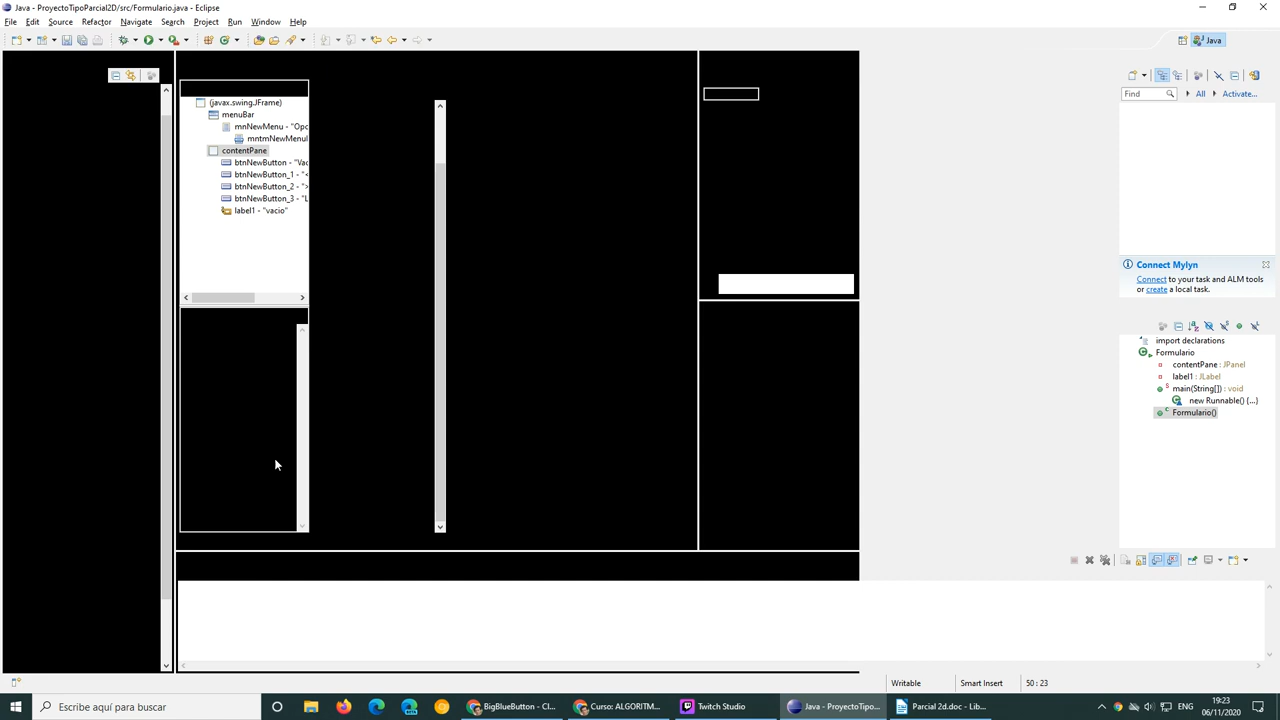 Java - ProyectoTipoParcial2D/src/Formulario.java - Eclipse
File Edit Source Refactor Navigate Search Project Run Window Help
Java
Find
All
Activate...
(javax.swing.JFrame)
menuBar
mnNewMenu - "Opc
mntmNewMenuI
contentPane
btnNewButton - "Vac
btnNewButton_1 - "<
btnNewButton_2 - ">
btnNewButton_3 - "L
label1 - "vacio"
Connect Mylyn
Connect to your task and ALM tools
or create a local task.
import declarations
Formulario
contentPane : JPanel
label1 : JLabel
main(String[]) : void
new Runnable() {...}
Formulario()
Writable
Smart Insert
50 : 23
Escribe aquí para buscar
BigBlueButton - Cl...
Curso: ALGORITM...
Twitch Studio
Java - ProyectoTipo...
Parcial 2d.doc - Lib...
19:23
06/11/2020